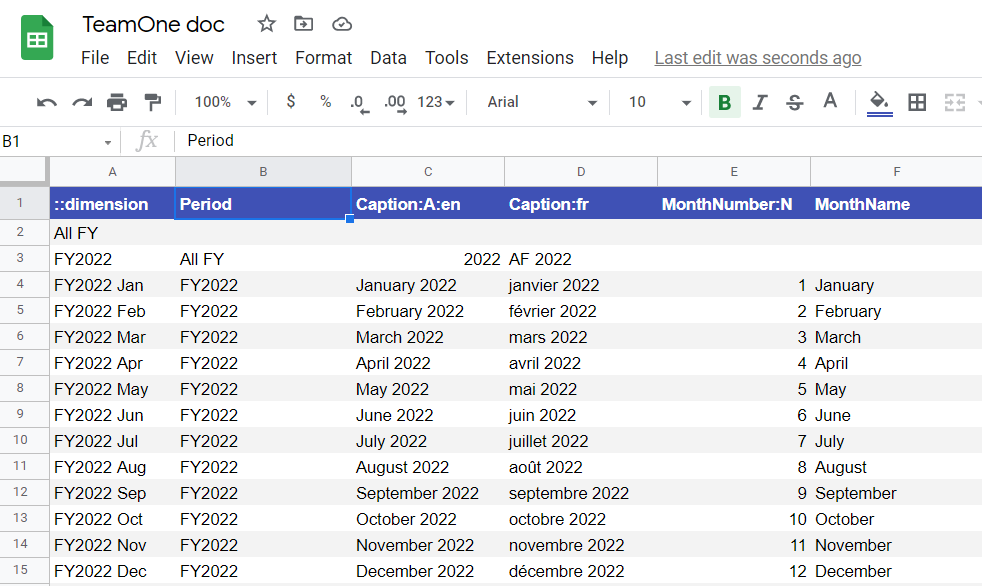 TeamOne doc
File Edit View Insert Format Data Tools Extensions Help Last edit was seconds ago
100% $ % .0 .00 123 Arial 10 B I S A
B1 fx Period
A B C D E F
1 ::dimension Period Caption:A:en Caption:fr MonthNumber:N MonthName
2 All FY
3 FY2022 All FY 2022 AF 2022
4 FY2022 Jan FY2022 January 2022 janvier 2022 1 January
5 FY2022 Feb FY2022 February 2022 février 2022 2 February
6 FY2022 Mar FY2022 March 2022 mars 2022 3 March
7 FY2022 Apr FY2022 April 2022 avril 2022 4 April
8 FY2022 May FY2022 May 2022 mai 2022 5 May
9 FY2022 Jun FY2022 June 2022 juin 2022 6 June
10 FY2022 Jul FY2022 July 2022 juillet 2022 7 July
11 FY2022 Aug FY2022 August 2022 août 2022 8 August
12 FY2022 Sep FY2022 September 2022 septembre 2022 9 September
13 FY2022 Oct FY2022 October 2022 octobre 2022 10 October
14 FY2022 Nov FY2022 November 2022 novembre 2022 11 November
15 FY2022 Dec FY2022 December 2022 décembre 2022 12 December